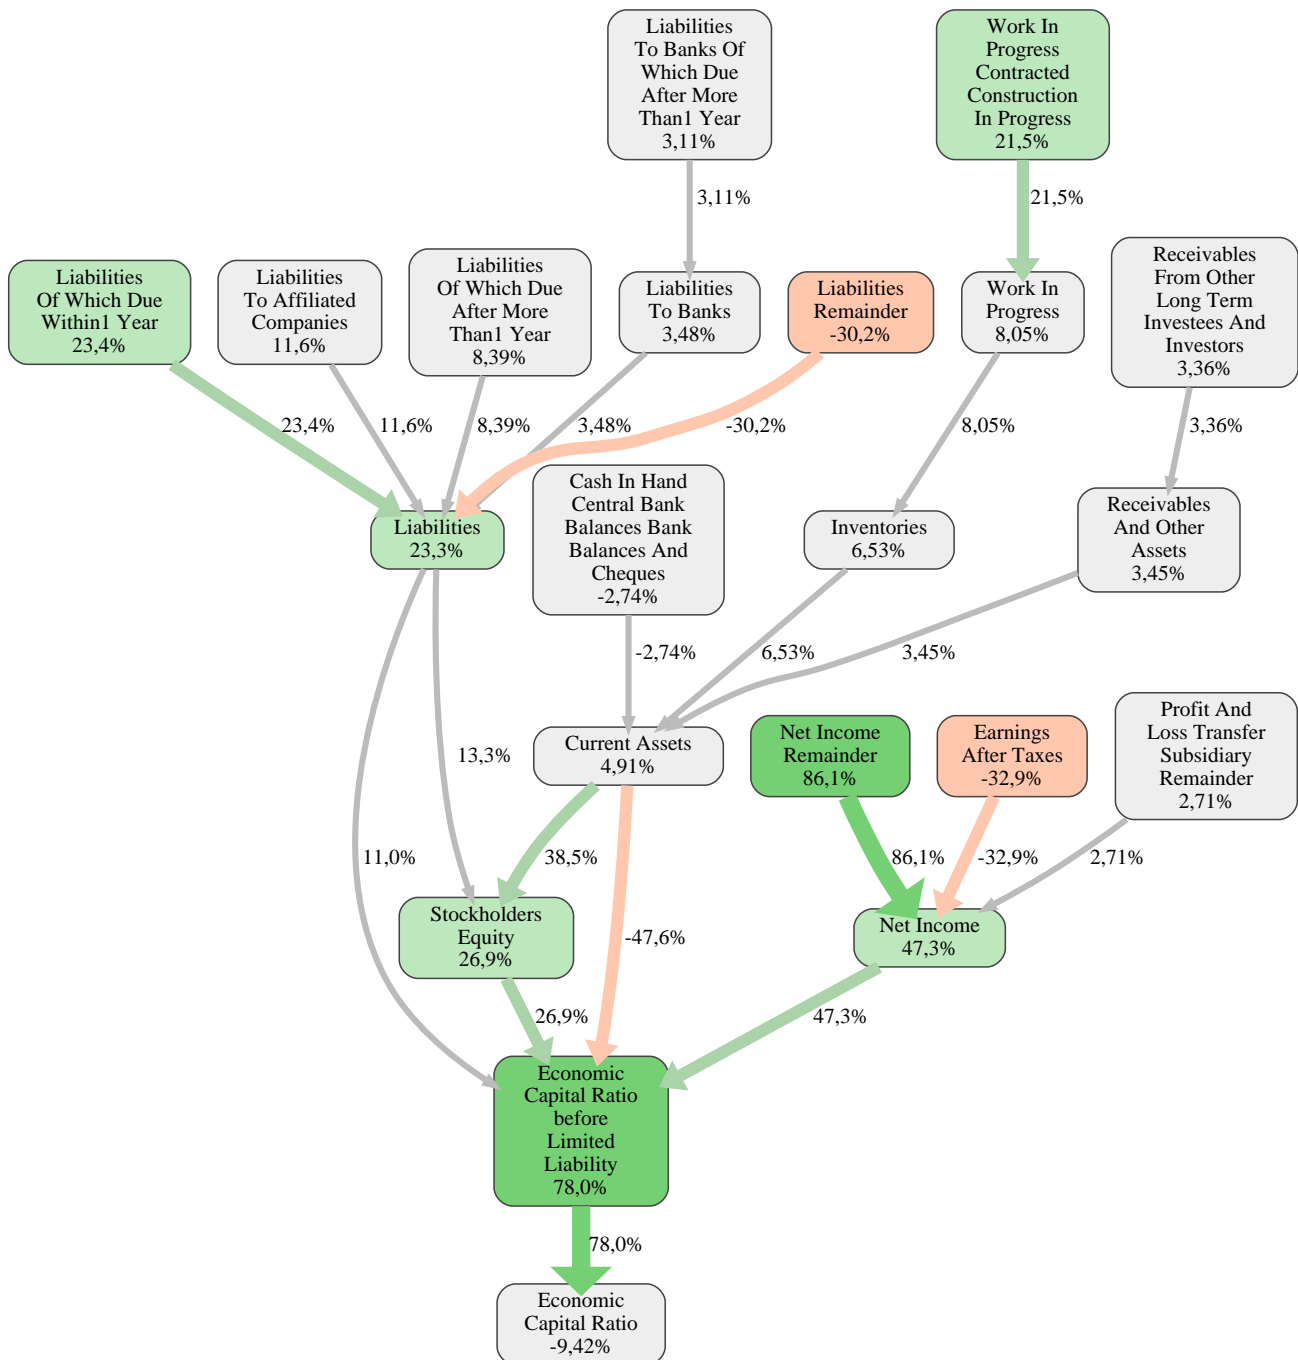 Liabilities
To Banks Of
Which Due
After More
Than1 Year
3,11%
Work In
Progress
Contracted
Construction
In Progress
21,5%
3,11%
21,5%
Liabilities
Of Which Due
Within1 Year
23,4%
Liabilities
To Affiliated
Companies
11,6%
Liabilities
Of Which Due
After More
Than1 Year
8,39%
Liabilities
To Banks
3,48%
Liabilities
Remainder
-30,2%
Work In
Progress
8,05%
Receivables
From Other
Long Term
Investees And
Investors
3,36%
23,4%
11,6%
8,39%
3,48%
-30,2%
8,05%
3,36%
Liabilities
23,3%
Cash In Hand
Central Bank
Balances Bank
Balances And
Cheques
-2,74%
Inventories
6,53%
Receivables
And Other
Assets
3,45%
-2,74%
6,53%
3,45%
13,3%
Current Assets
4,91%
Net Income
Remainder
86,1%
Earnings
After Taxes
-32,9%
Profit And
Loss Transfer
Subsidiary
Remainder
2,71%
11,0%
38,5%
86,1%
-32,9%
2,71%
Stockholders
Equity
26,9%
-47,6%
Net Income
47,3%
26,9%
47,3%
Economic
Capital Ratio
before
Limited
Liability
78,0%
78,0%
Economic
Capital Ratio
-9,42%